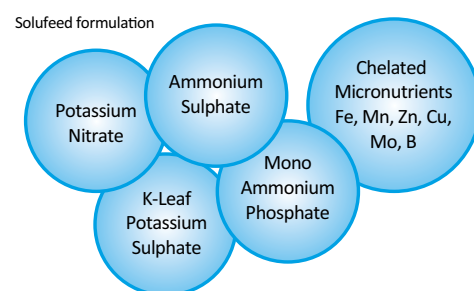 Solufeed formulation
Potassium
Nitrate
Ammonium
Sulphate
Chelated
Micronutrients
Fe, Mn, Zn, Cu,
Mo, B
K-Leaf
Potassium
Sulphate
Mono
Ammonium
Phosphate